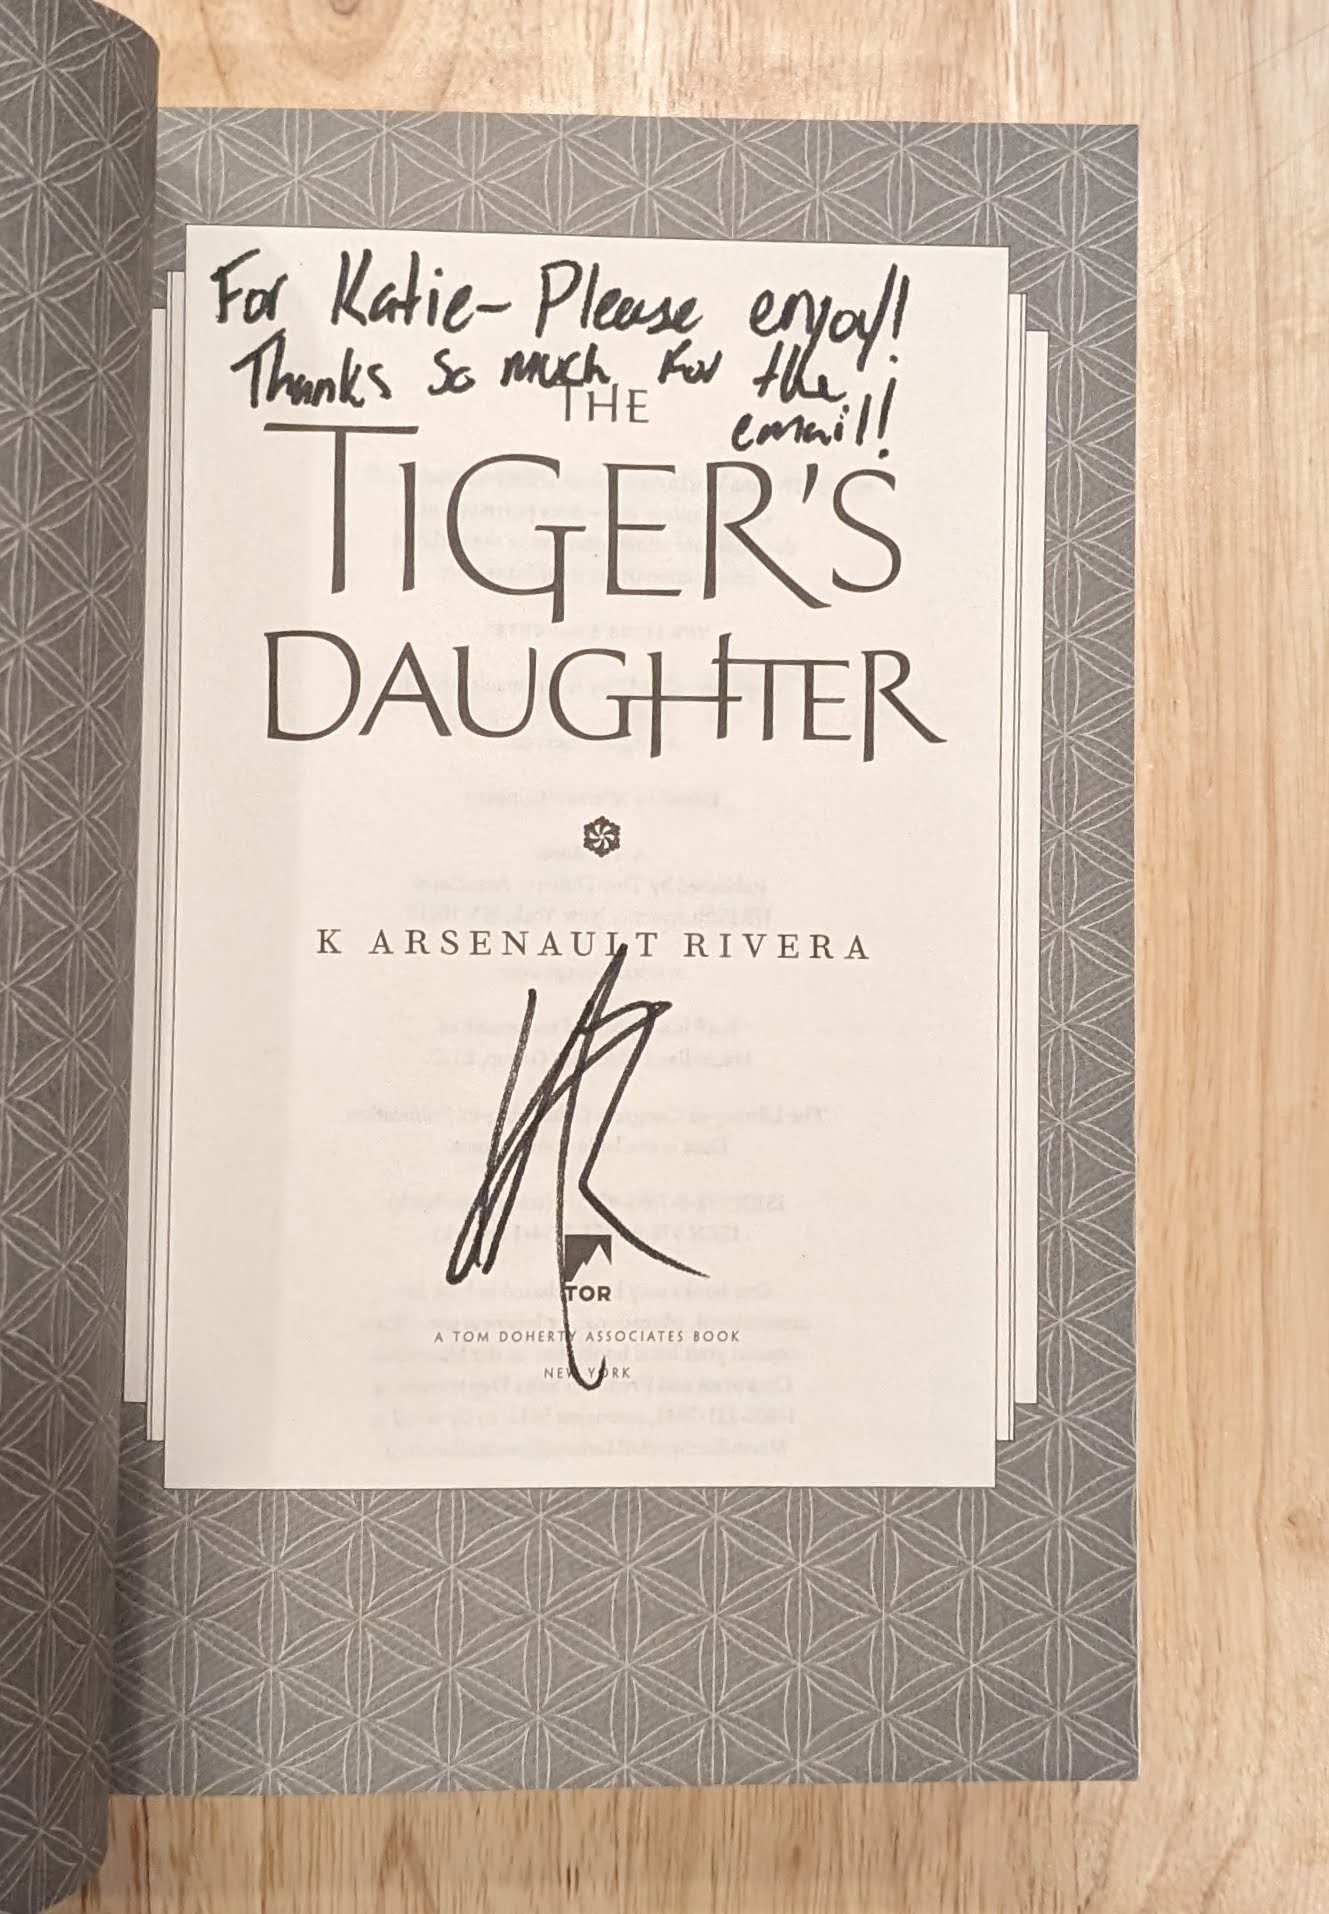 For Katie- Please enjoy!
Thanks so much for the
email!
THE
TIGER'S
DAUGHTER
K ARSENAULT RIVERA
TOR
A TOM DOHERTY ASSOCIATES BOOK
NEW YORK